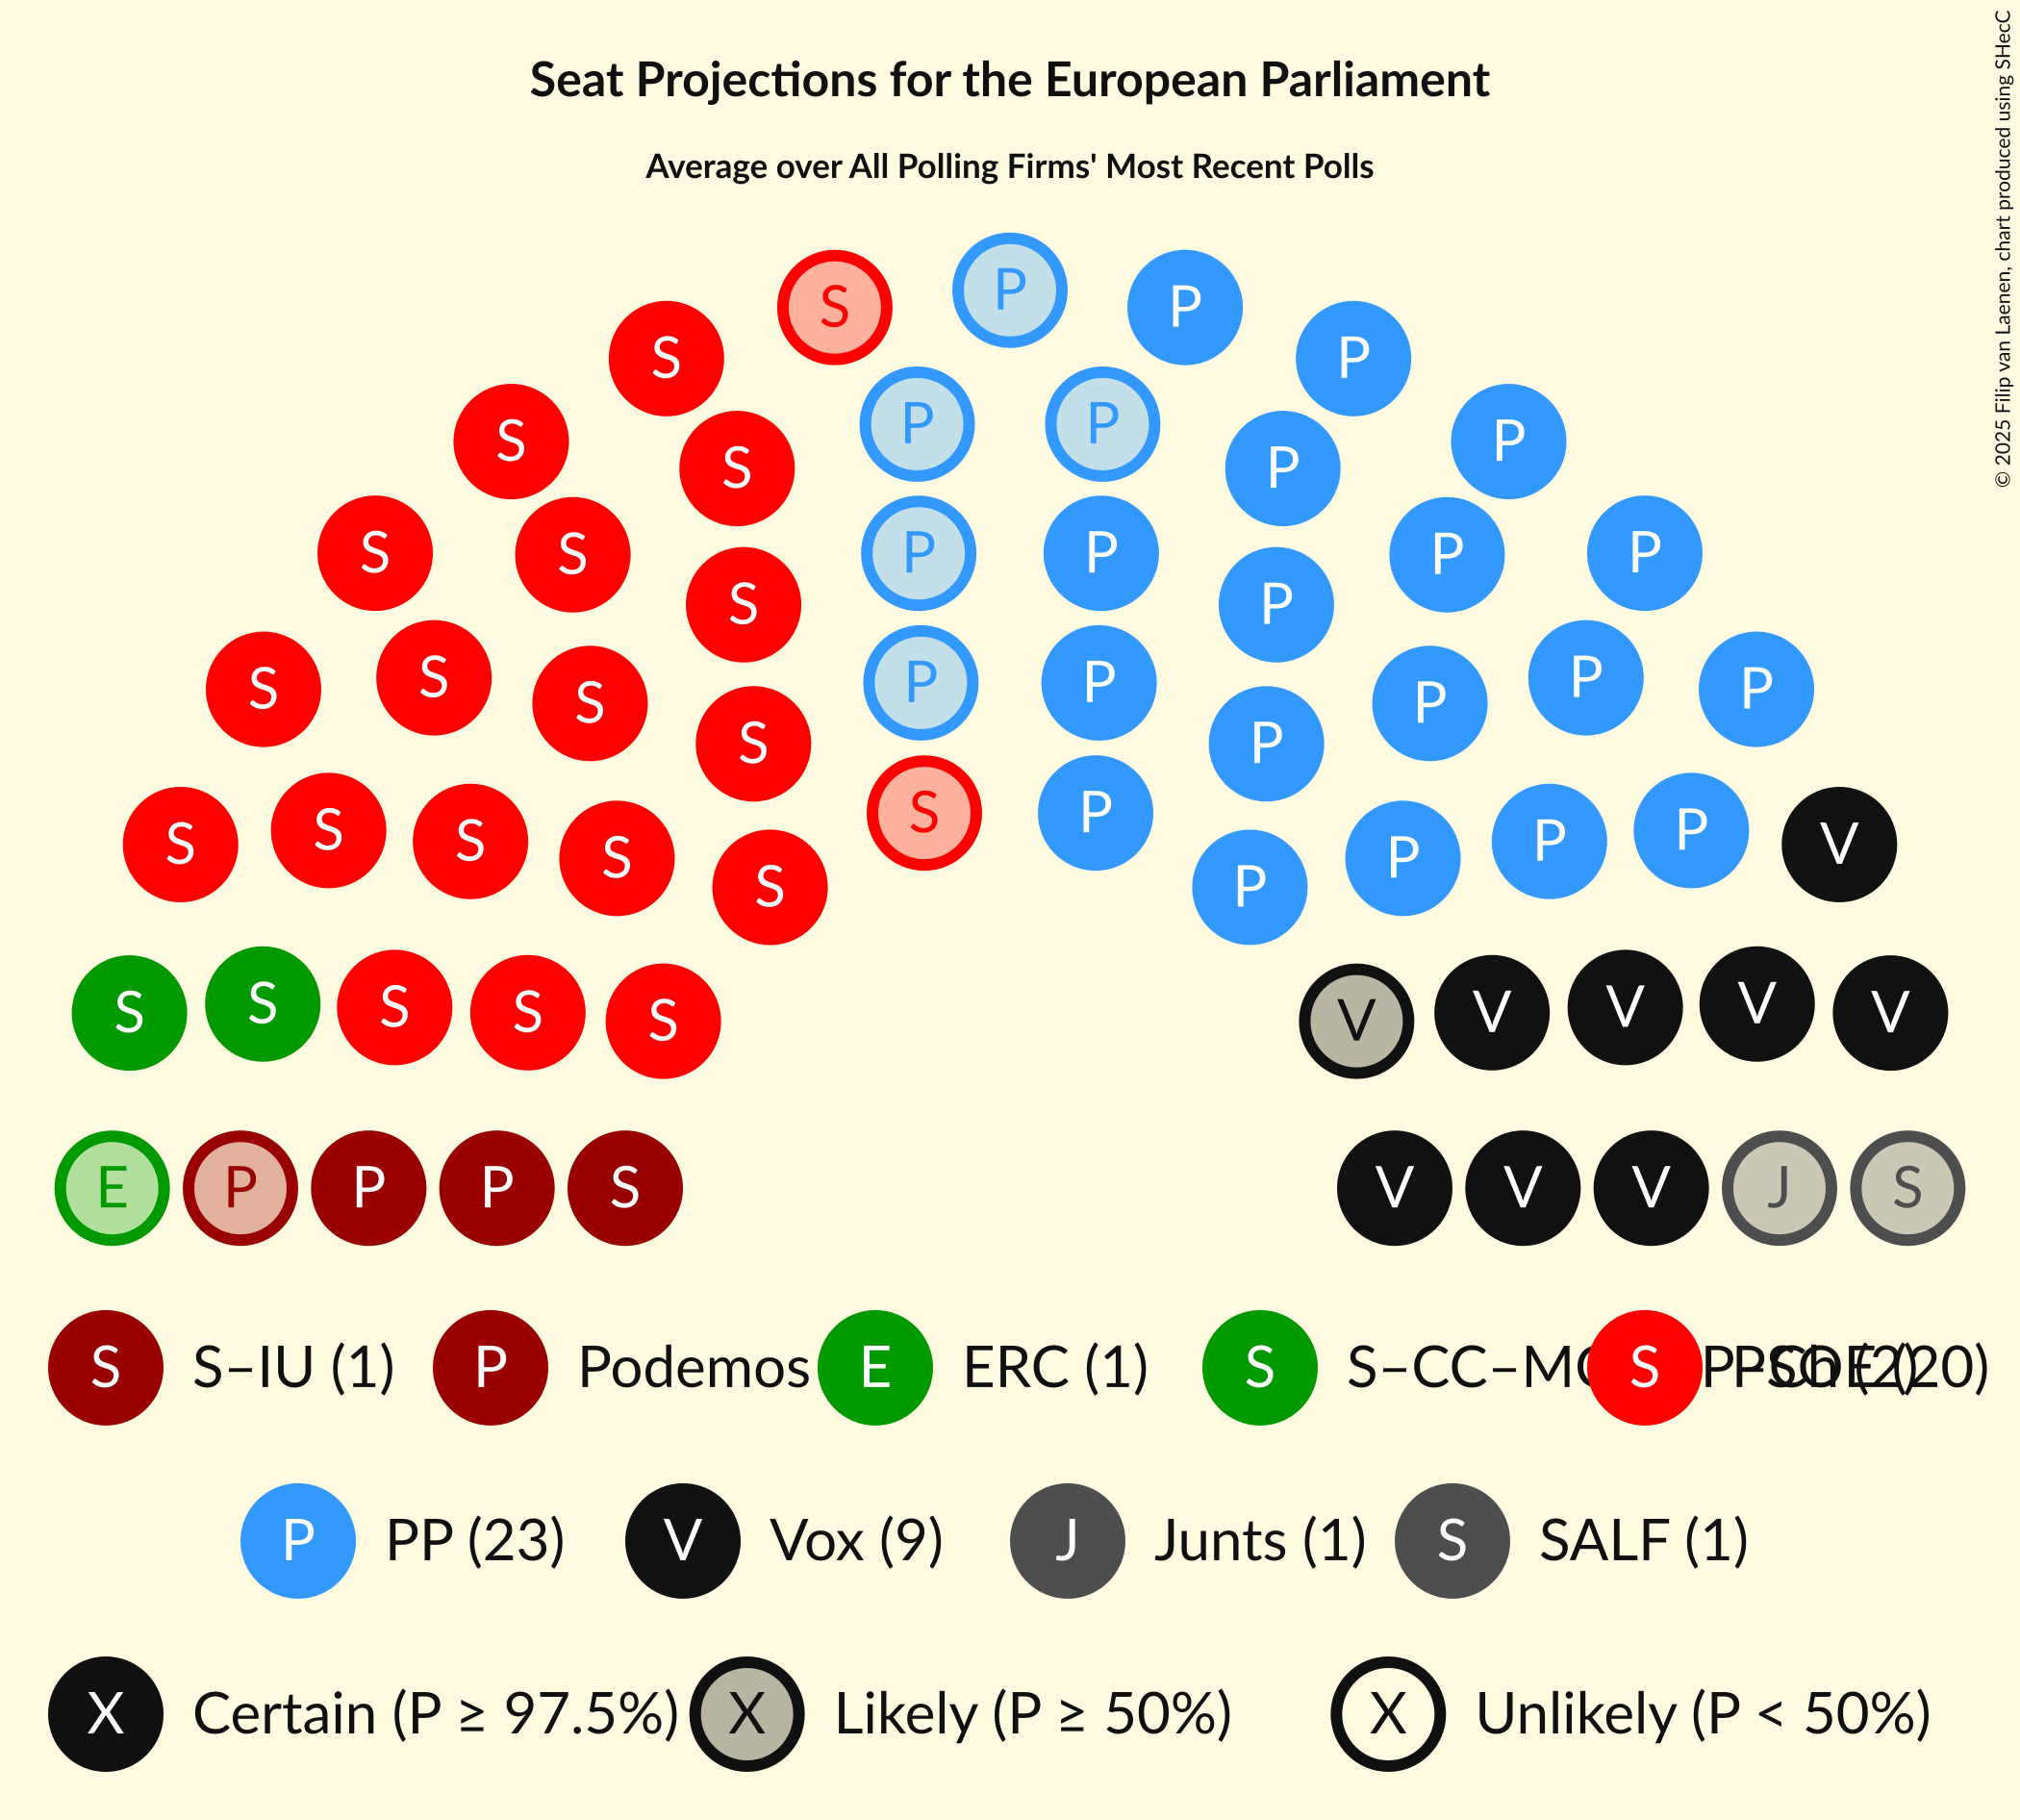 Seat Projections for the European Parliament
Average over All Polling Firms' Most Recent Polls
© 2025 Filip van Laenen, chart produced using SHecC
P
S P
S P
S P
P P
S P
S P
P P
S P
S P
S P
S P
P P
S P
S P
S P
S P
S P
S P
S P
S V
S P
S P
S P
S V
S V
S V
S V
S V
E P P P S V V V J S
S S–IU (1) P Podemos E ERC (1) S S–CC–M S (20)
P PP (23) V Vox (9) J Junts (1) S SALF (1)
X Certain (P ≥ 97.5%) X Likely (P ≥ 50%) X Unlikely (P < 50%)